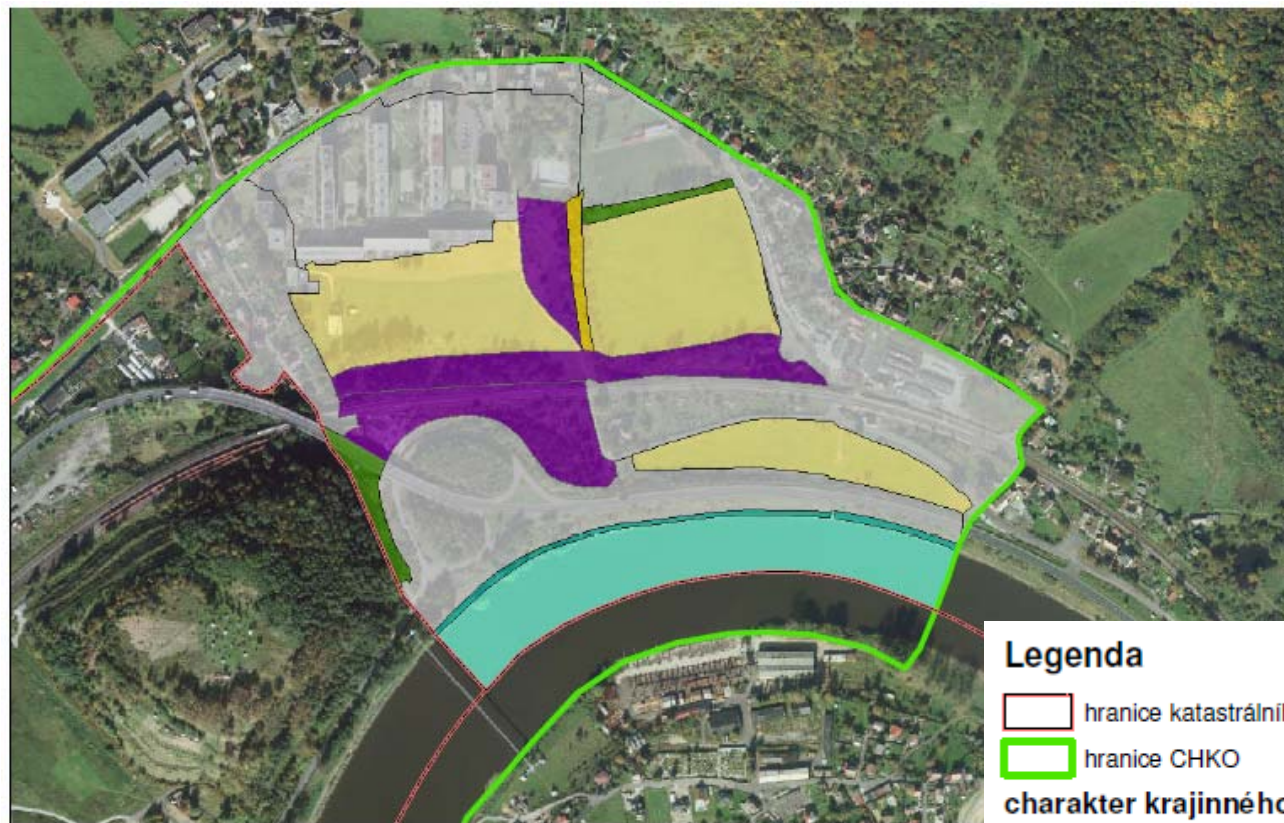 Legenda
hranice katastrální
hranice CHKO
charakter krajinného